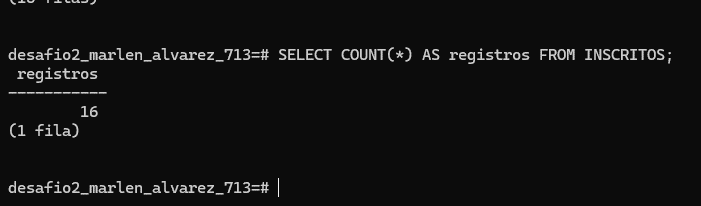 desafio2_marlen_alvarez_713=# SELECT COUNT(*) AS registros FROM INSCRITOS;
registros
-----------
16
(1 fila)
desafio2_marlen_alvarez_713=#